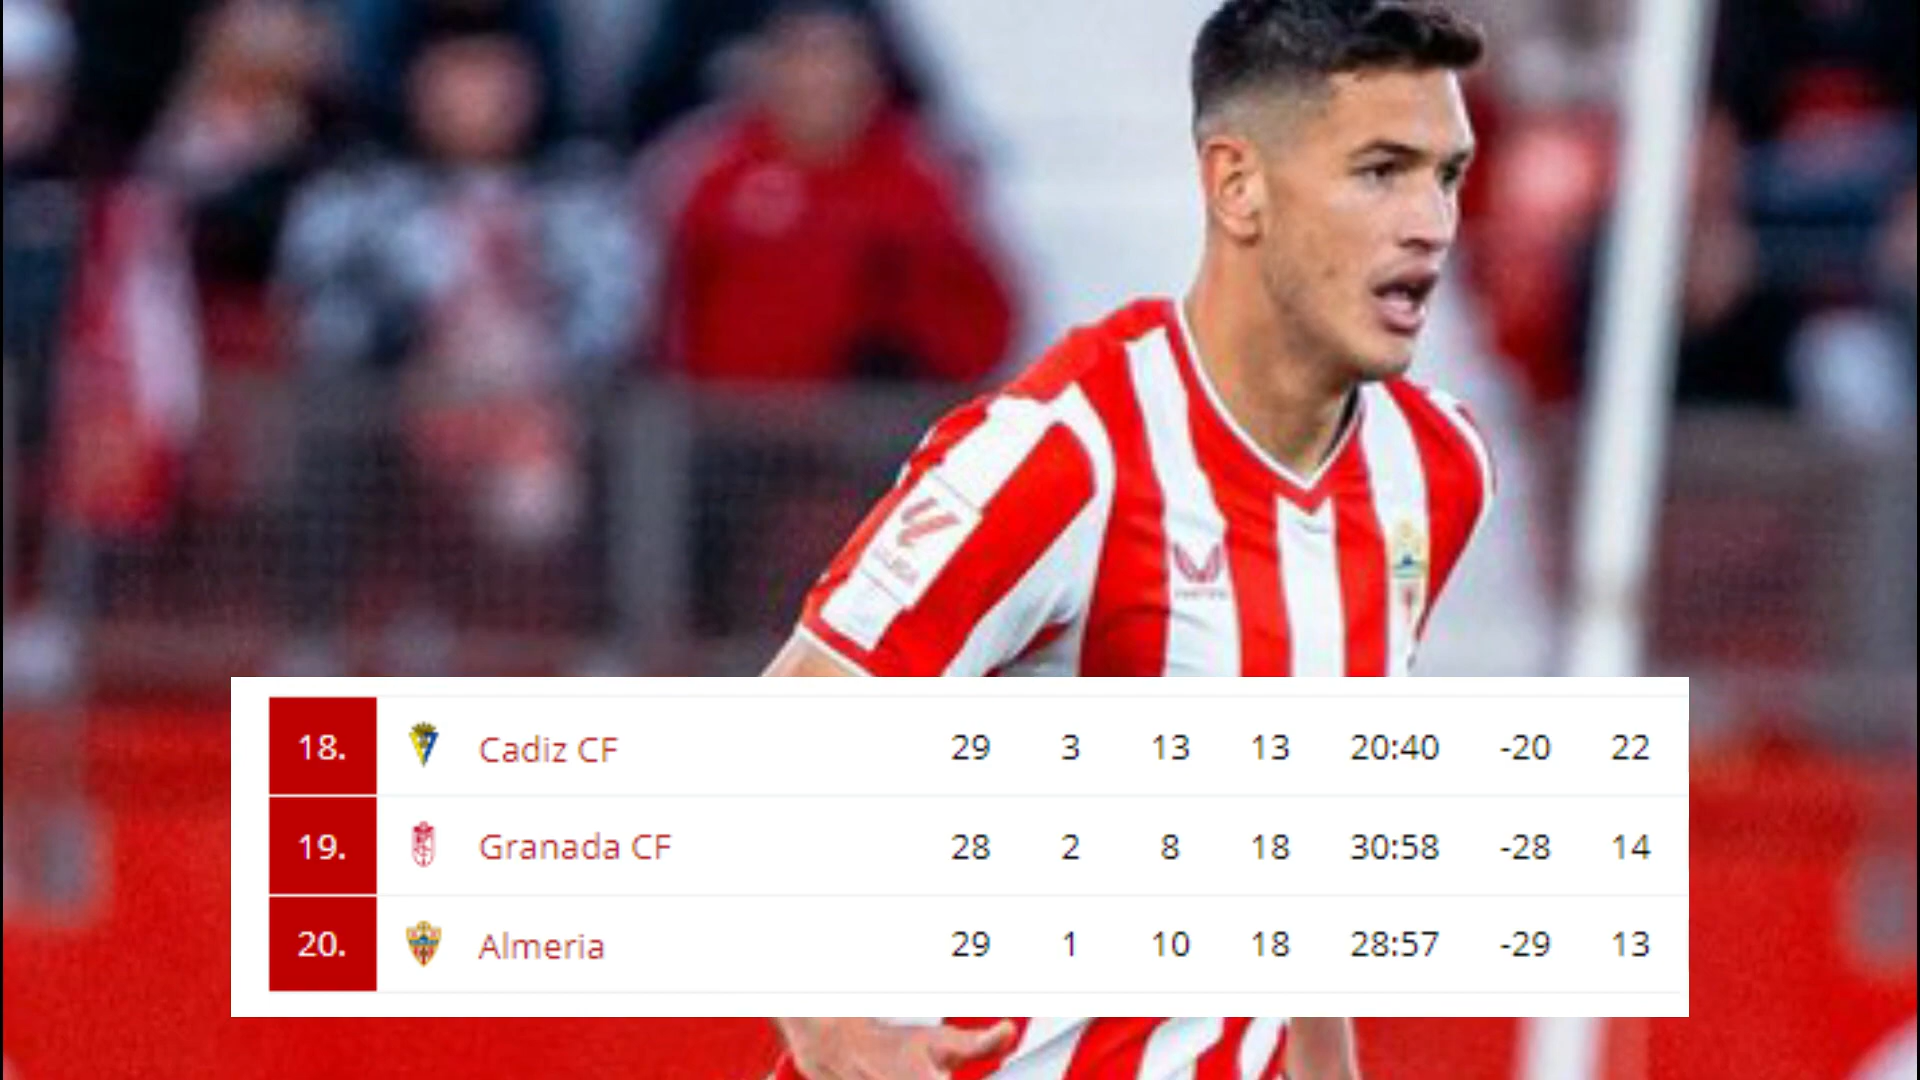 18. Cadiz CF 29 3 13 13 20:40 -20 22
19. Granada CF 28 2 8 18 30:58 -28 14
20. Almeria 29 1 10 18 28:57 -29 13